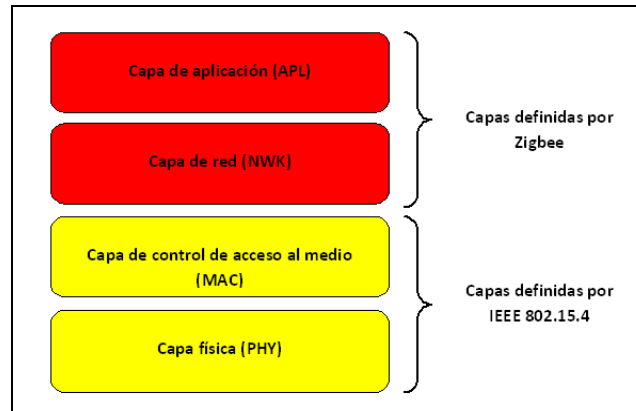 Capa de aplicación (APL)
Capa de red (NWK)
Capas definidas por
Zigbee
Capa de control de acceso al medio
(MAC)
Capa física (PHY)
Capas definidas por
IEEE 802.15.4